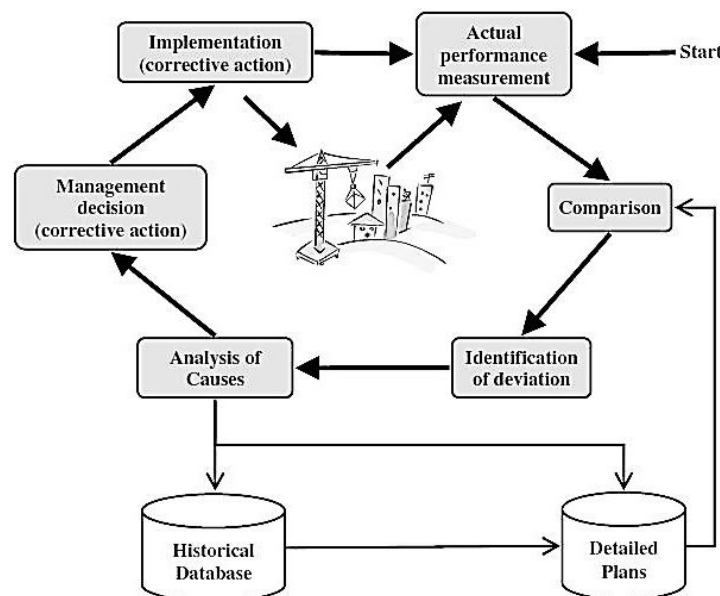 Implementation
(corrective action)
Actual
performance
measurement
Start
Management
decision
(corrective action)
Comparison
Analysis of
Causes
Identification
of deviation
Historical
Database
Detailed
Plans